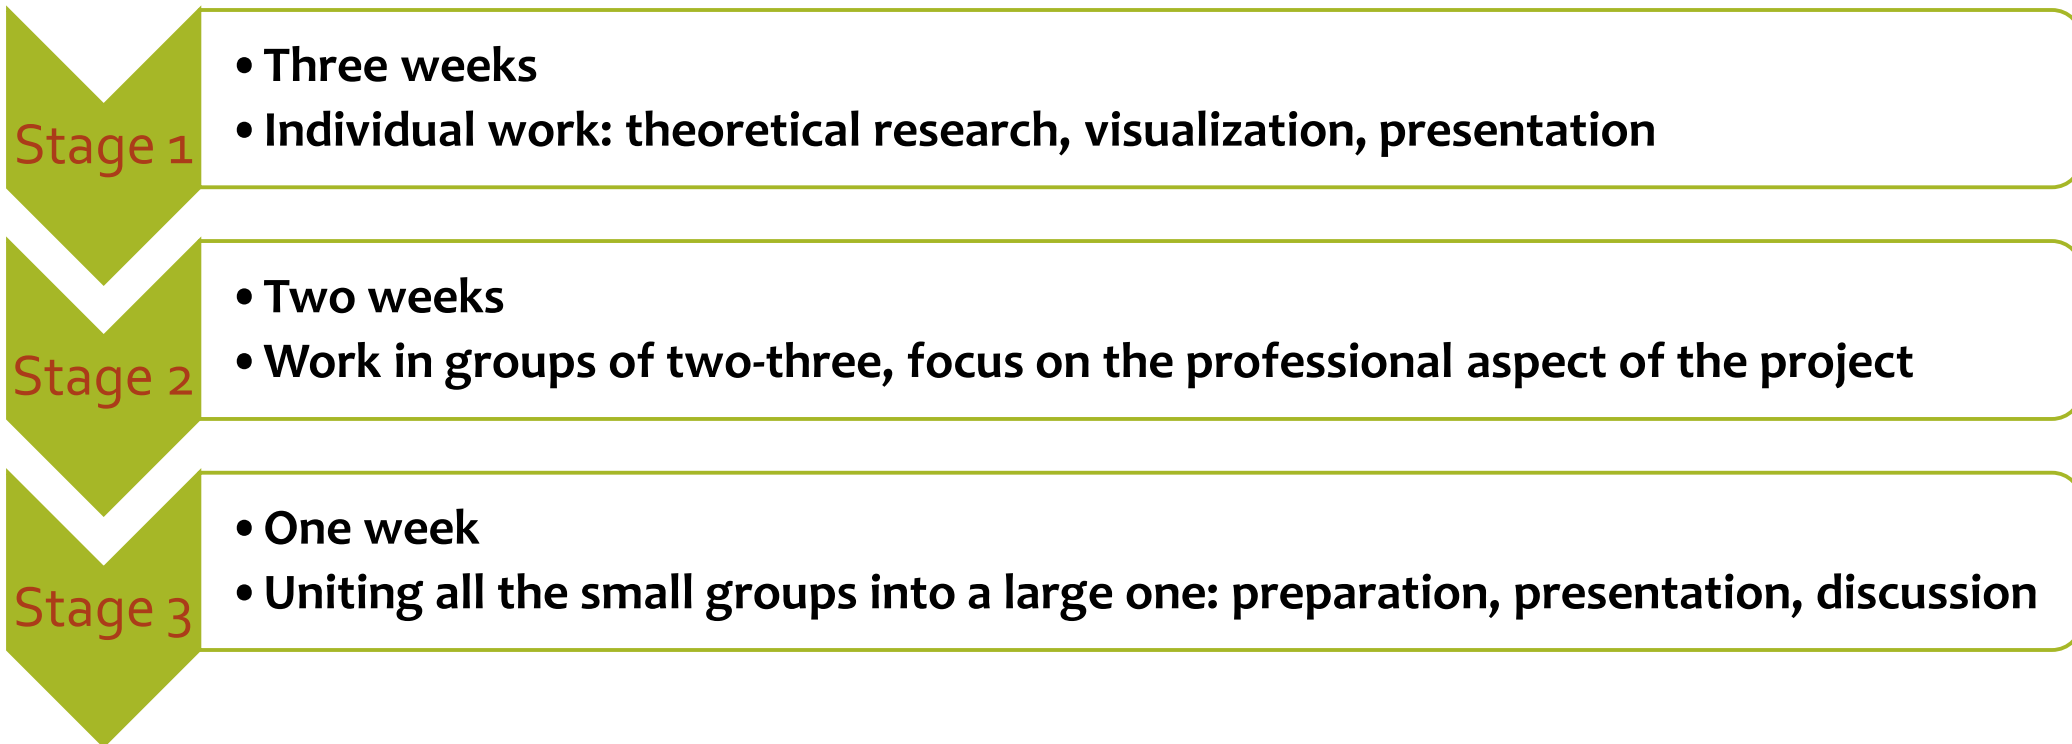 Stage 1
• Three weeks
• Individual work: theoretical research, visualization, presentation
Stage 2
• Two weeks
• Work in groups of two-three, focus on the professional aspect of the project
Stage 3
• One week
• Uniting all the small groups into a large one: preparation, presentation, discussion